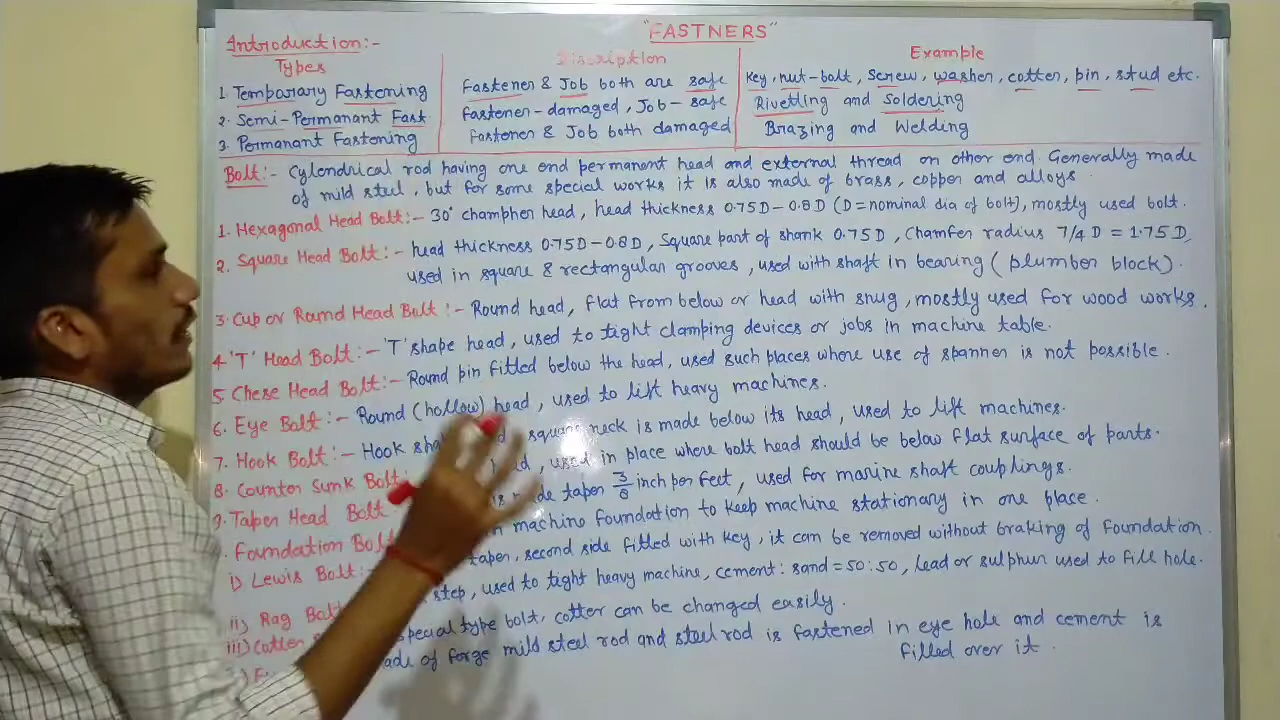 "FASTNERS"
Introduction:-
Types Discription Example
1. Temporary Fastening Fastener & Job both are safe Key, nut-bolt, Screw, washer, cotter, pin, stud etc.
2. Semi-Permanant Fast. fastener-damaged, Job-safe Rivetting and Soldering
3. Permanant Fastening fastener & Job both damaged Brazing and Welding
Bolt:- Cylendrical rod having one end permanent head and external thread on other end. Generally made
of mild steel, but for some special works it is also made of brass, copper and alloys.
1. Hexagonal Head Bolt:- 30° champher head, head thickness 0.75D-0.8D (D=nominal dia of bolt), mostly used bolt.
2. Square Head Bolt:- head thickness 0.75D-0.8D, Square part of shank 0.75D, Chamfer radius 7/4 D = 1.75D,
used in square & rectangular grooves, used with shaft in bearing (plumber block).
3. Cup or Round Head Bolt:- Round head, flat from below or head with snug, mostly used for wood works.
4. 'T' Head Bolt:- 'T' shape head, used to tight clamping devices or jobs in machine table.
5. Chese Head Bolt:- Round pin fitted below the head, used such places where use of spanner is not possible.
6. Eye Bolt:- Round (hollow) head, used to lift heavy machines.
7. Hook Bolt:- Hook square neck is made below its head, used to lift machines.
8. Counter Sunk Bolt: used in place where bolt head should be below flat surface of parts.
9. Taper Head Bolt taper 3/8 inch per feet, used for marine shaft couplings.
Foundation Bolt machine foundation to keep machine stationary in one place.
i) Lewis Bolt:- taper, second side fitted with key, it can be removed without braking of foundation.
ii) Rag Bolt step, used to tight heavy machine, cement: sand = 50:50, lead or sulphur used to fill hole.
iii) Cotter special type bolt, cotter can be changed easily.
of forge mild steel rod and steel rod is fastened in eye hole and cement is
filled over it.